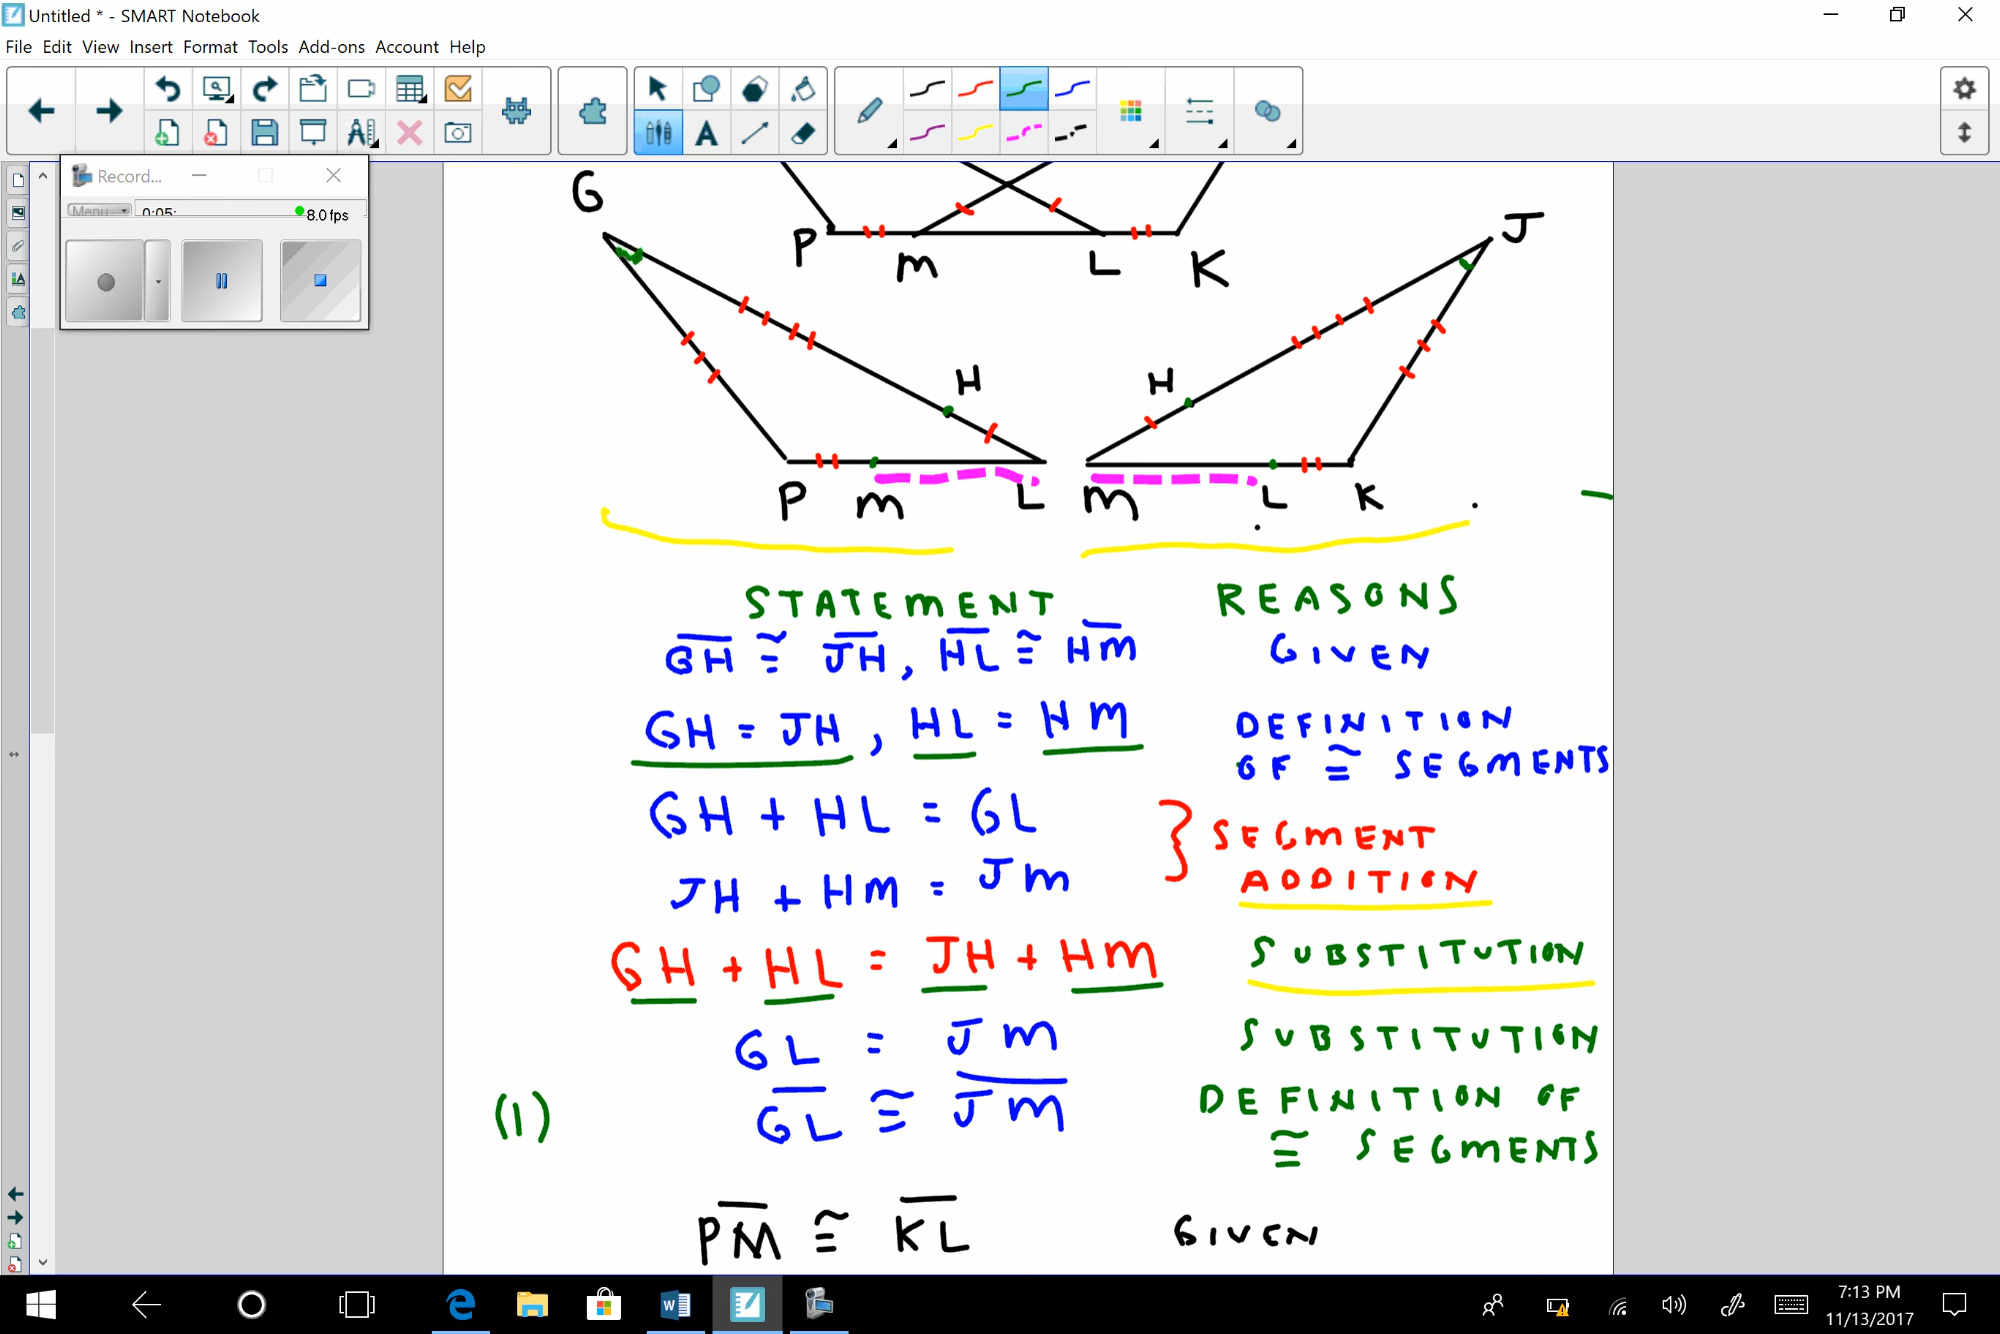 Untitled * - SMART Notebook
File Edit View Insert Format Tools Add-ons Account Help
Record...
Menu 0:05: 8.0 fps
G
J
P M L K
H H
P M L M L K
STATEMENT REASONS
GH ≅ JH, HL ≅ HM GIVEN
GH = JH, HL = HM DEFINITION
OF ≅ SEGMENTS
GH + HL = GL
} SEGMENT
JH + HM = JM ADDITION
GH + HL = JH + HM SUBSTITUTION
GL = JM SUBSTITUTION
(1) GL ≅ JM DEFINITION OF
≅ SEGMENTS
PM ≅ KL GIVEN
7:13 PM
11/13/2017